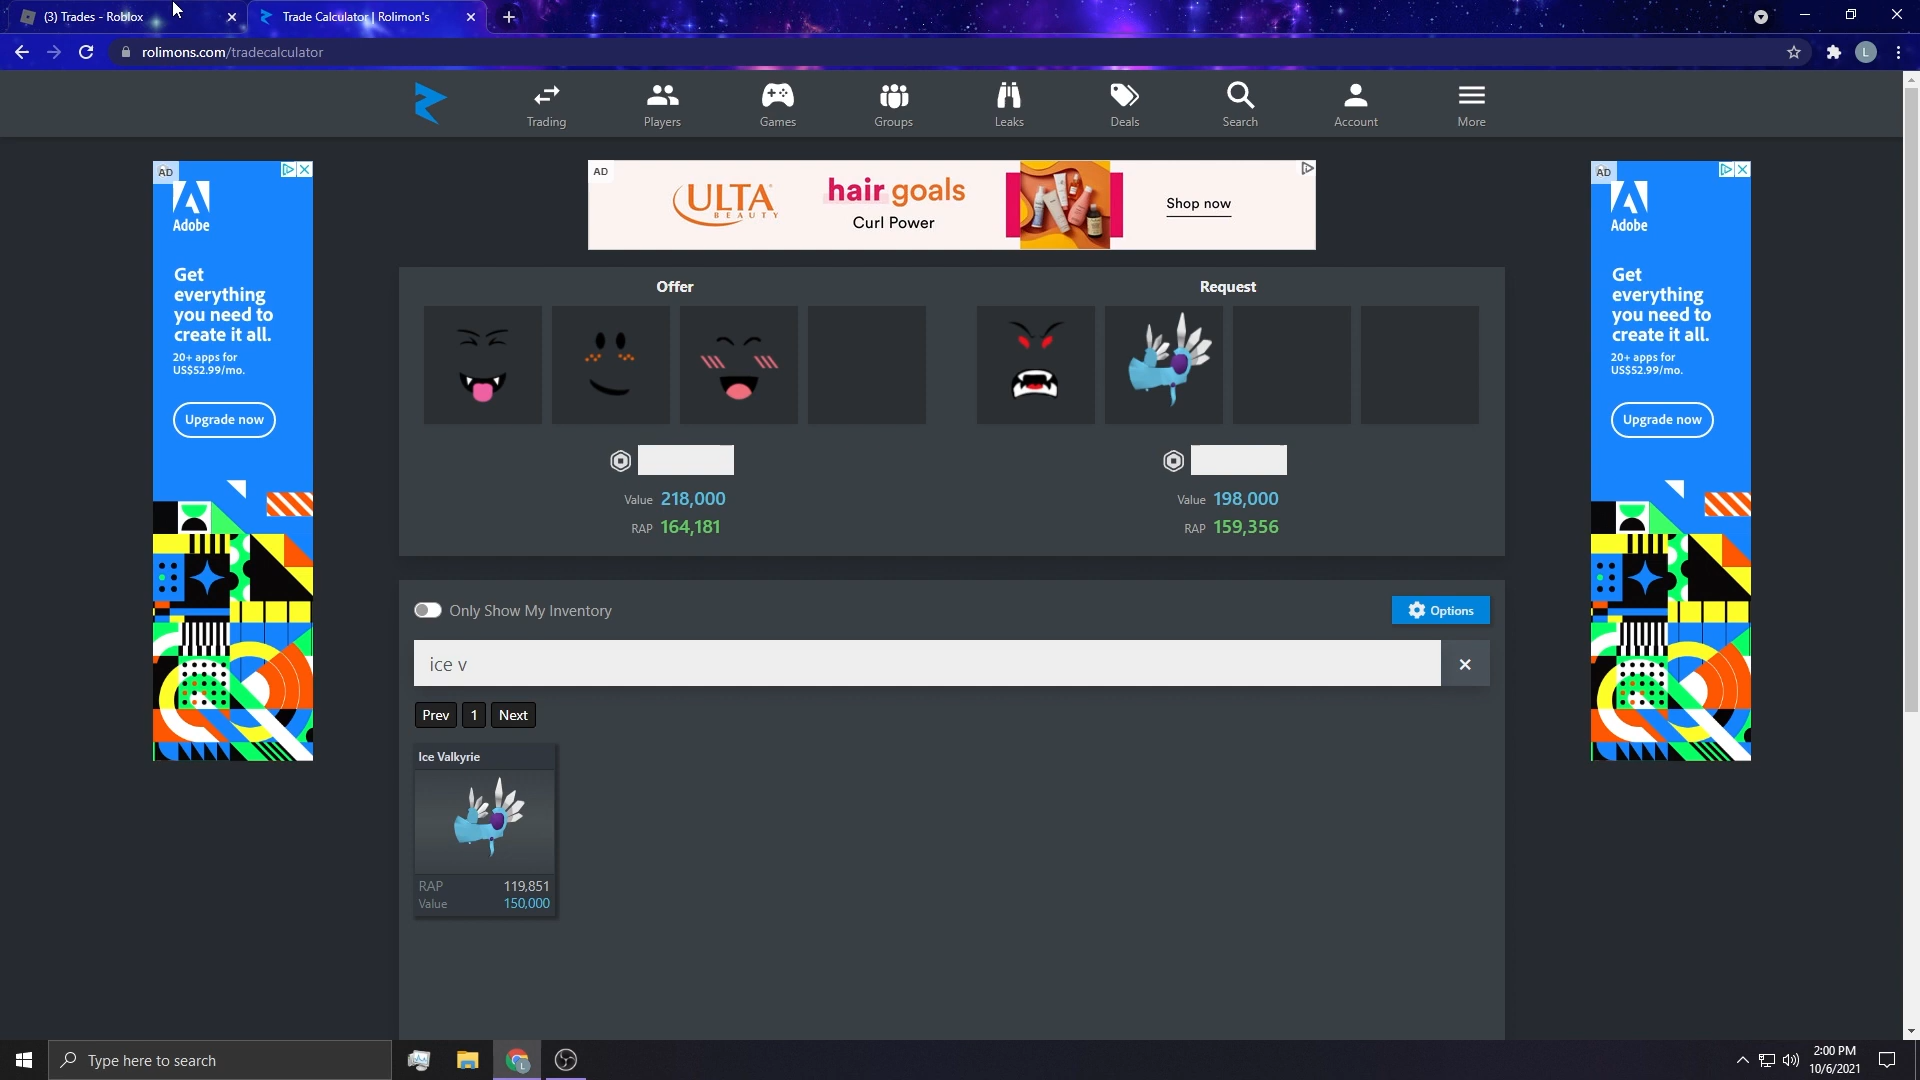 (3) Trades - Roblox
Trade Calculator | Rolimon's
rolimons.com/tradecalculator
L
Trading
Players
Games
Groups
Leaks
Deals
Search
Account
More
AD
Adobe
Get
everything
you need to
create it all.
20+ apps for
US$52.99/mo.
Upgrade now
AD
ULTA
BEAUTY
hair goals
Curl Power
Shop now
AD
Adobe
Get
everything
you need to
create it all.
20+ apps for
US$52.99/mo.
Upgrade now
Offer
Value 218,000
RAP 164,181
Request
Value 198,000
RAP 159,356
Only Show My Inventory
Options
ice v
Prev 1 Next
Ice Valkyrie
RAP 119,851
Value 150,000
Type here to search
L
2:00 PM
10/6/2021